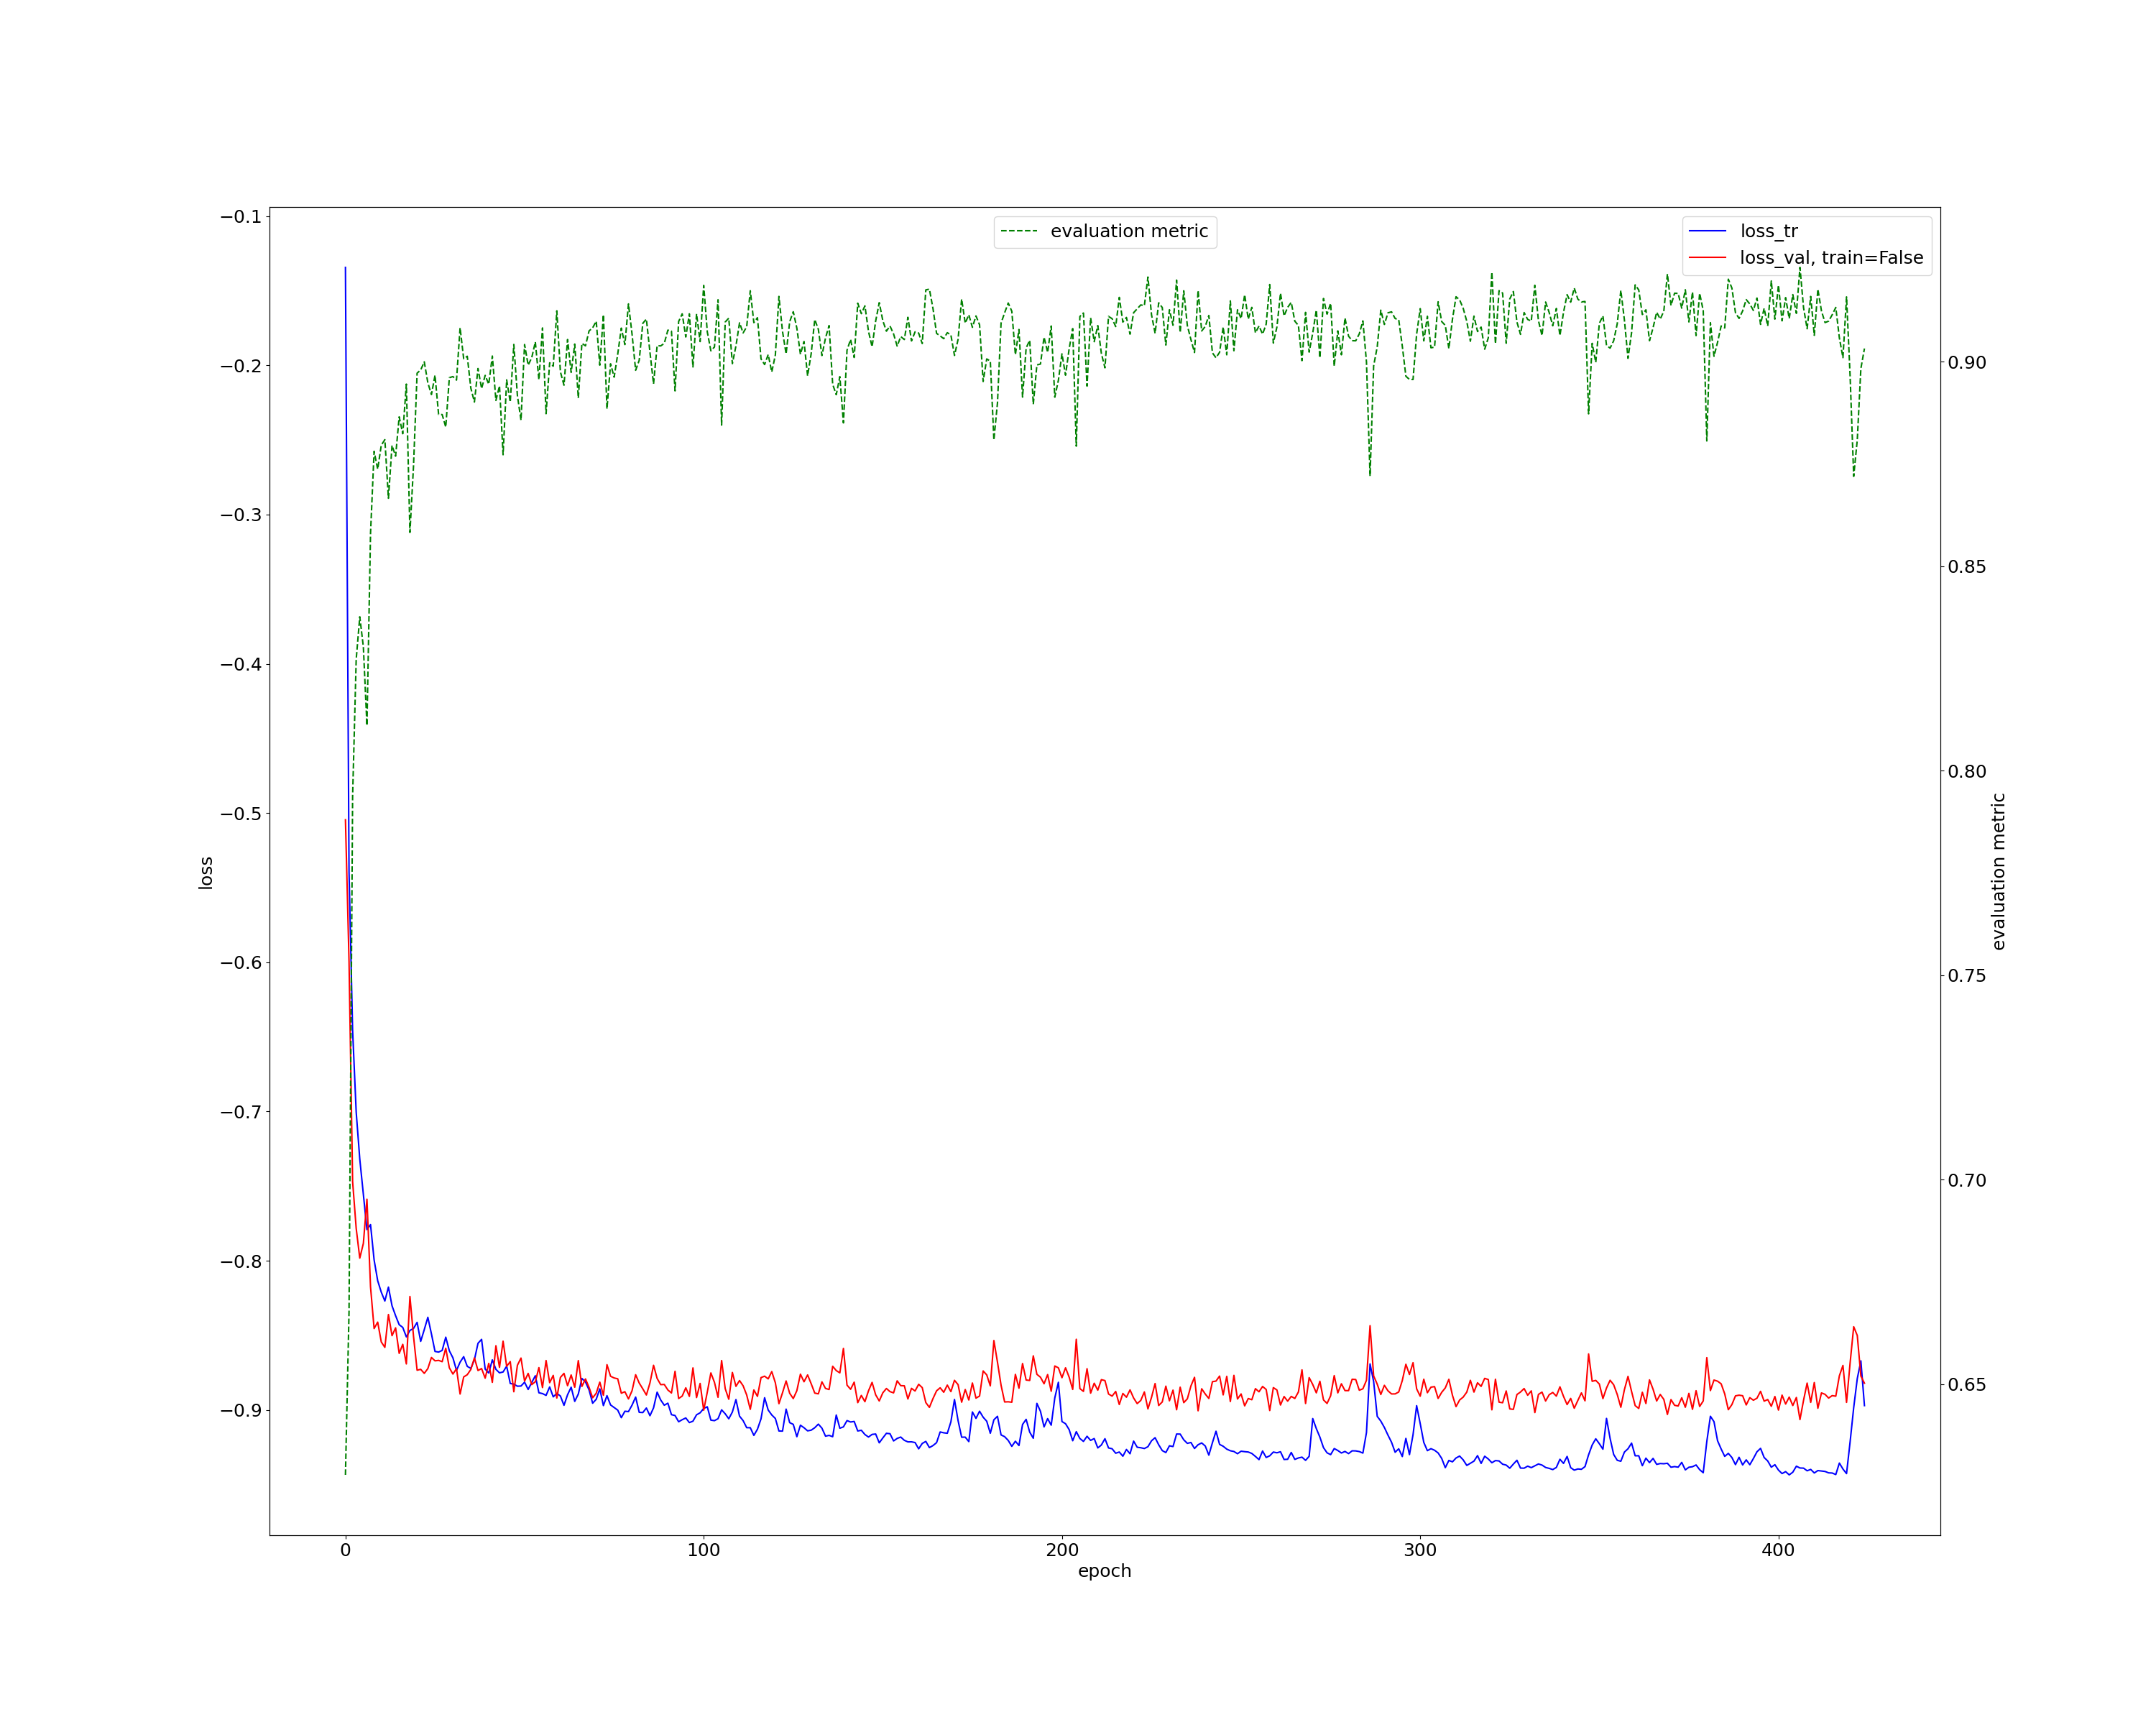 evaluation metric
loss_tr
loss_val, train=False
−0.1
−0.2
−0.3
−0.4
−0.5
−0.6
−0.7
−0.8
−0.9
loss
0.90
0.85
0.80
0.75
0.70
0.65
evaluation metric
0 100 200 300 400
epoch